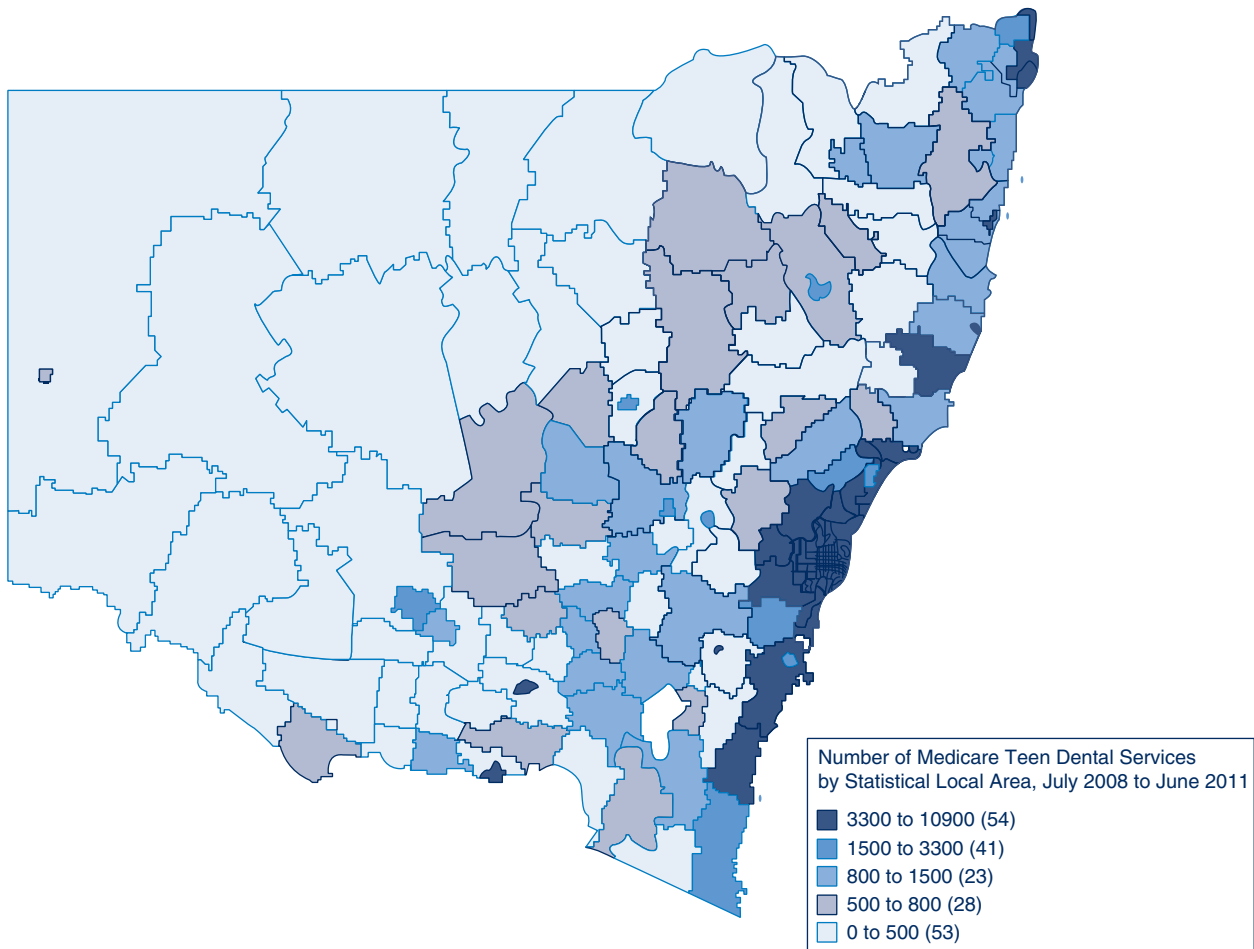 Number of Medicare Teen Dental Services
by Statistical Local Area, July 2008 to June 2011
3300 to 10900 (54)
1500 to 3300 (41)
800 to 1500 (23)
500 to 800 (28)
0 to 500 (53)